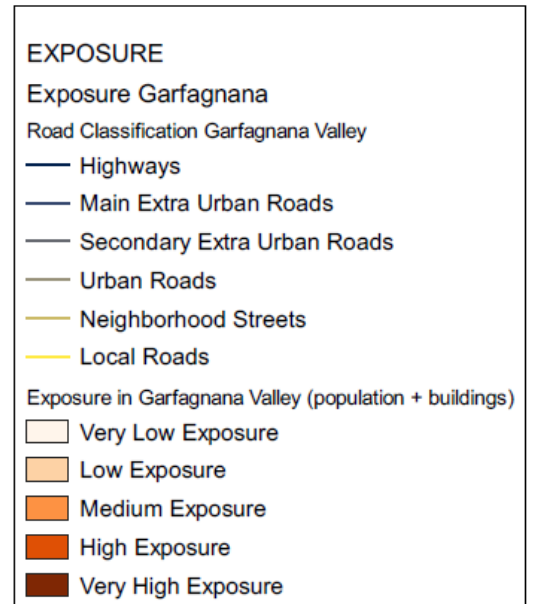 EXPOSURE
Exposure Garfagnana
Road Classification Garfagnana Valley
Highways
Main Extra Urban Roads
Secondary Extra Urban Roads
Urban Roads
Neighborhood Streets
Local Roads
Exposure in Garfagnana Valley (population + buildings)
Very Low Exposure
Low Exposure
Medium Exposure
High Exposure
Very High Exposure